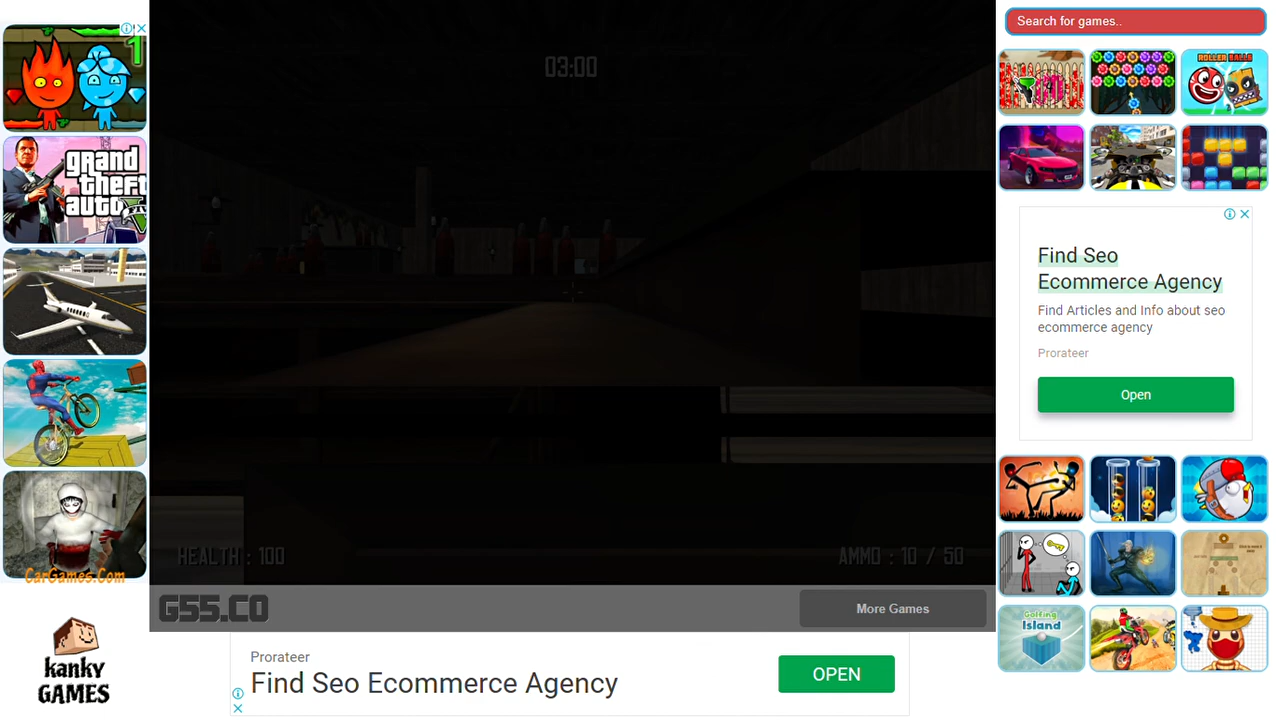 1
grand
theft
auto
CarGames.Com
kanky
GAMES
03:00
HEALTH : 100
AMMO : 10 / 50
G55.CO
More Games
Prorateer
Find Seo Ecommerce Agency
OPEN
Search for games..
ROLLER BALLS
Find Seo
Ecommerce Agency
Find Articles and Info about seo
ecommerce agency
Prorateer
Open
Golfing
Island